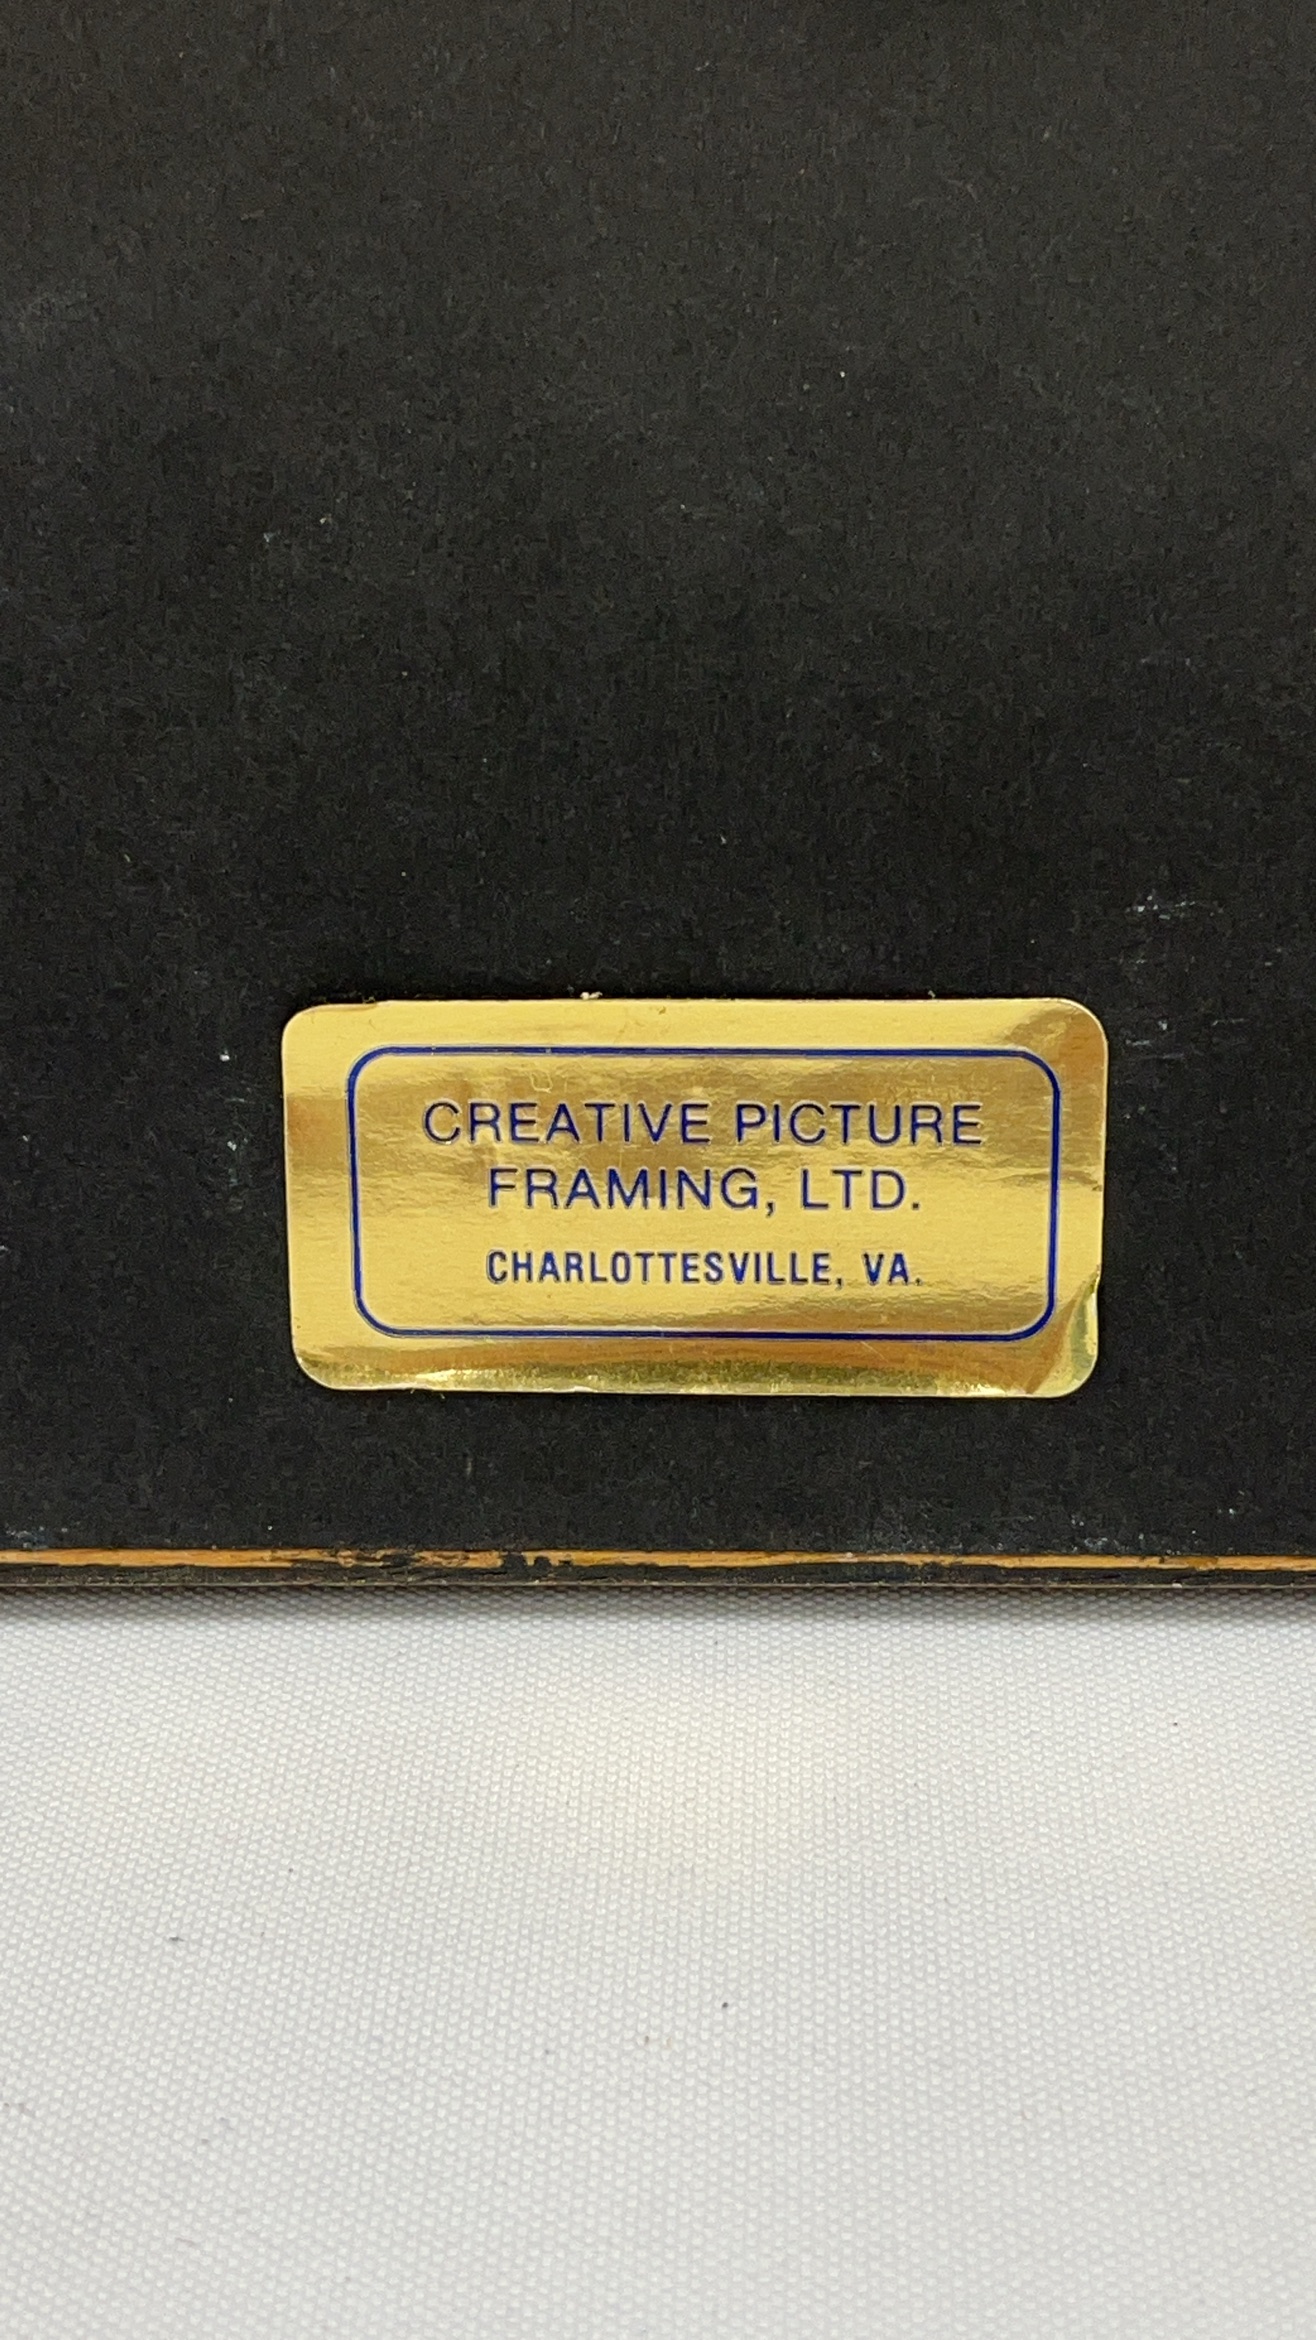 CREATIVE PICTURE
FRAMING, LTD.
CHARLOTTESVILLE, VA.